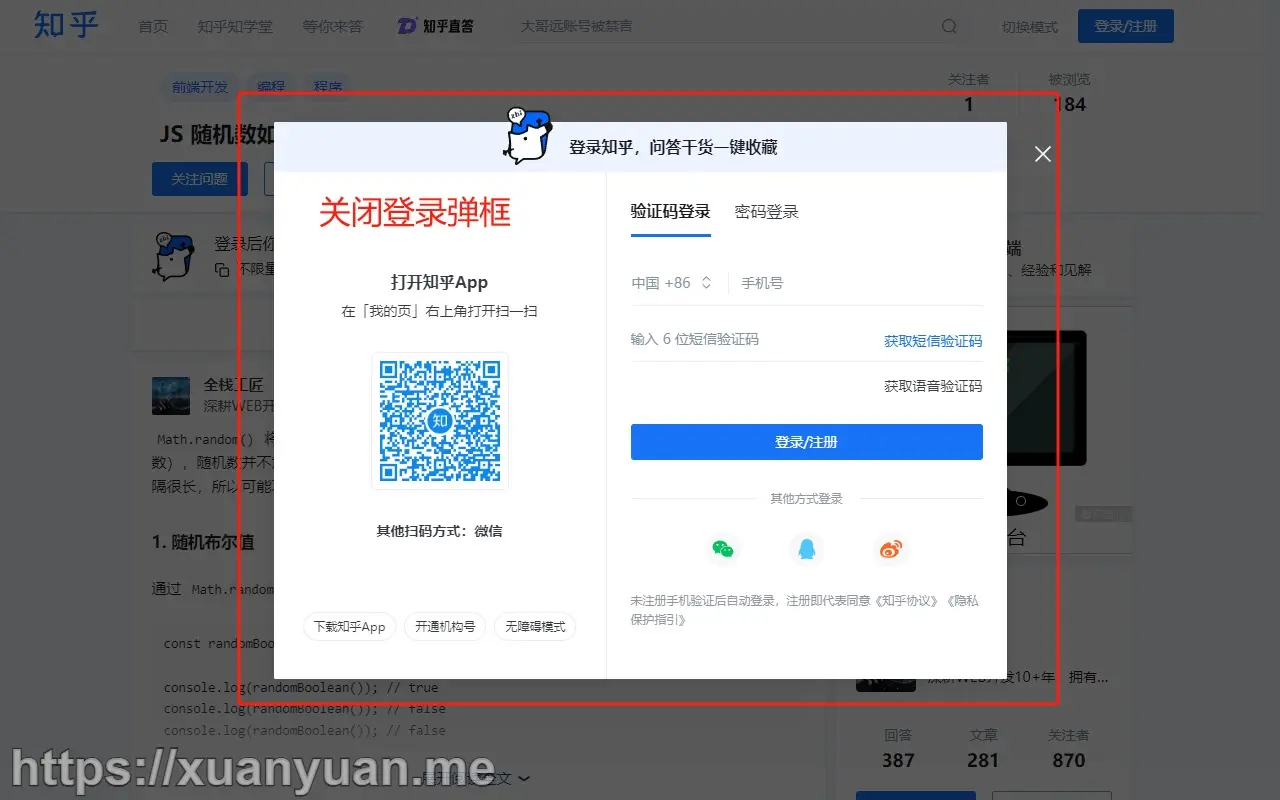 知乎 首页 知乎知学堂 等你来答 知乎直答 大哥远账号被禁言 切换模式 登录/注册
前端开发 编程 程序
关注者 被浏览
1 184
JS 随机数如
关注问题
zhi
登录知乎，问答干货一键收藏
关闭登录弹框
验证码登录 密码登录
登录后你
不限量
端
、经验和见解
打开知乎App
在「我的页」右上角打开扫一扫
知
中国 +86 手机号
输入 6 位短信验证码 获取短信验证码
获取语音验证码
登录/注册
其他方式登录
其他扫码方式：微信
未注册手机验证后自动登录，注册即代表同意《知乎协议》《隐私
保护指引》
下载知乎App 开通机构号 无障碍模式
全栈工匠
深耕WEB开
Math.random() 将
数），随机数并不
隔很长，所以可能
1. 随机布尔值
通过 Math.random
const randomBoo
console.log(randomBoolean()); // true
console.log(randomBoolean()); // false
console.log(randomBoolean()); // false
展开阅读全文
台
深耕WEB开发10+年，拥有...
回答 文章 关注者
387 281 870
https://xuanyuan.me